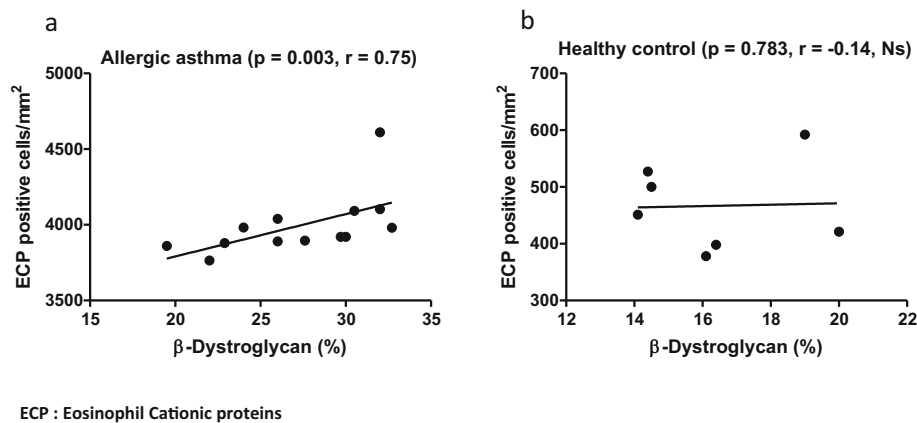 a
Allergic asthma (p = 0.003, r = 0.75)
ECP positive cells/mm²
5000
4500
4000
3500
15 20 25 30 35
β-Dystroglycan (%)
b
Healthy control (p = 0.783, r = -0.14, Ns)
ECP positive cells/mm²
700
600
500
400
300
12 14 16 18 20 22
β-Dystroglycan (%)
ECP : Eosinophil Cationic proteins